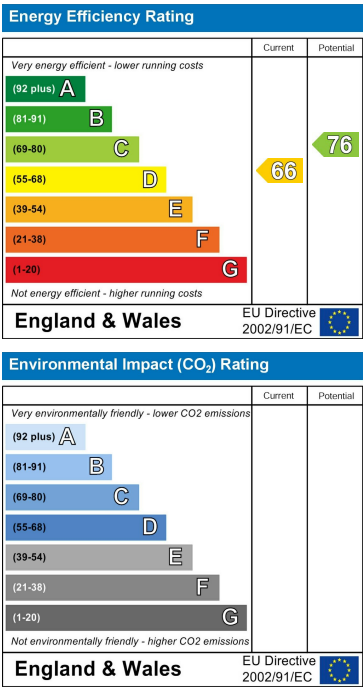 Energy Efficiency Rating
Current Potential
Very energy efficient - lower running costs
(92 plus) A
(81-91) B
(69-80) C
(55-68) D
(39-54) E
(21-38) F
(1-20) G
66
76
Not energy efficient - higher running costs
England & Wales
EU Directive
2002/91/EC
Environmental Impact (CO₂) Rating
Current Potential
Very environmentally friendly - lower CO2 emissions
(92 plus) A
(81-91) B
(69-80) C
(55-68) D
(39-54) E
(21-38) F
(1-20) G
Not environmentally friendly - higher CO2 emissions
England & Wales
EU Directive
2002/91/EC